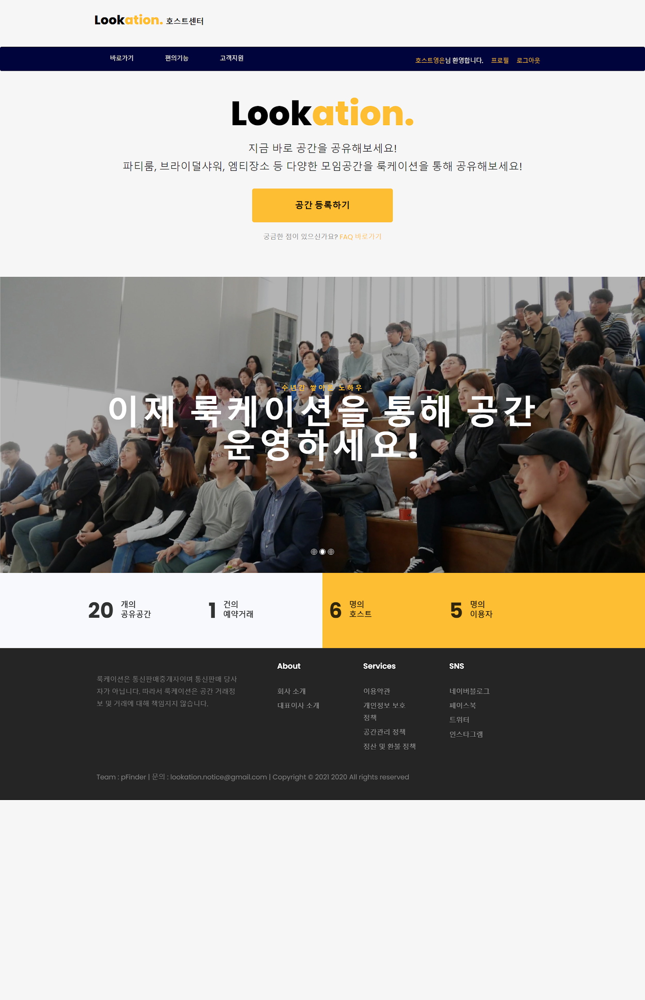 Lookation. 호스트센터
바로가기 편의기능 고객지원 호스트영은님 환영합니다. 프로필 로그아웃
Lookation.
지금 바로 공간을 공유해보세요!
파티룸, 브라이덜샤워, 엠티장소 등 다양한 모임공간을 룩케이션을 통해 공유해보세요!
공간 등록하기
궁금한 점이 있으신가요? FAQ 바로가기
수년간 쌓아온 노하우
이제 룩케이션을 통해 공간
운영하세요!
20 개의
공유공간
1 건의
예약거래
6 명의
호스트
5 명의
이용자
룩케이션은 통신판매중개자이며 통신판매 당사
자가 아닙니다. 따라서 룩케이션은 공간 거래정
보 및 거래에 대해 책임지지 않습니다.
About
회사 소개
대표이사 소개
Services
이용약관
개인정보 보호
정책
공간관리 정책
정산 및 환불 정책
SNS
네이버블로그
페이스북
트위터
인스타그램
Team : pFinder | 문의 : lookation.notice@gmail.com | Copyright © 2021 2020 All rights reserved